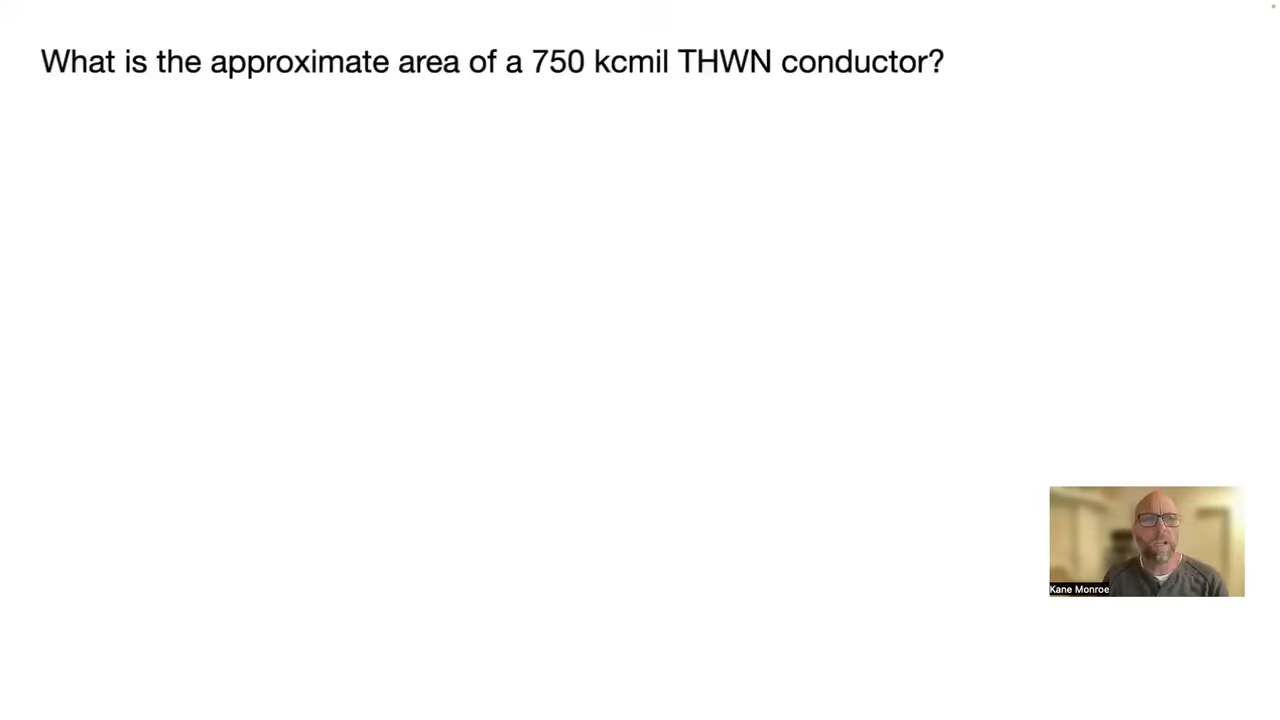 What is the approximate area of a 750 kcmil THWN conductor?
Kane Monroe